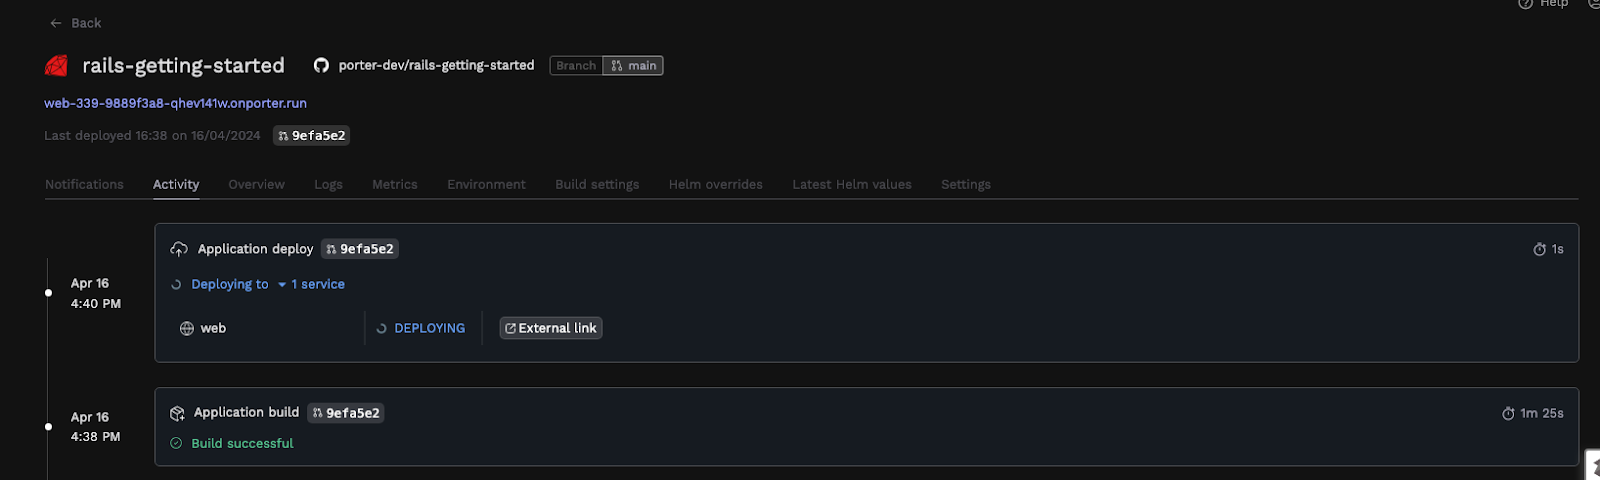 Help
Back
rails-getting-started porter-dev/rails-getting-started Branch main
web-339-9889f3a8-qhev141w.onporter.run
Last deployed 16:38 on 16/04/2024 9efa5e2
Notifications Activity Overview Logs Metrics Environment Build settings Helm overrides Latest Helm values Settings
Application deploy 9efa5e2 1s
Apr 16
4:40 PM
Deploying to 1 service
web DEPLOYING External link
Apr 16
4:38 PM
Application build 9efa5e2 1m 25s
Build successful